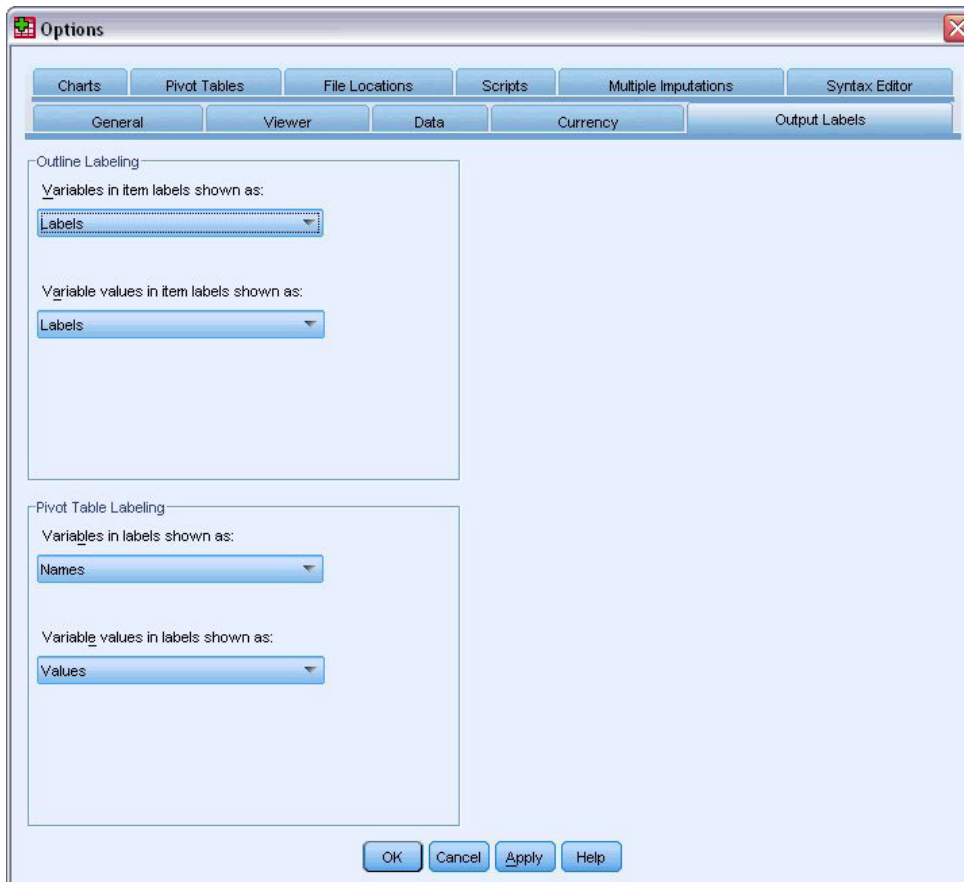 Options
Charts Pivot Tables File Locations Scripts Multiple Imputations Syntax Editor
General Viewer Data Currency Output Labels
Outline Labeling
Variables in item labels shown as:
Labels
Variable values in item labels shown as:
Labels
Pivot Table Labeling
Variables in labels shown as:
Names
Variable values in labels shown as:
Values
OK Cancel Apply Help